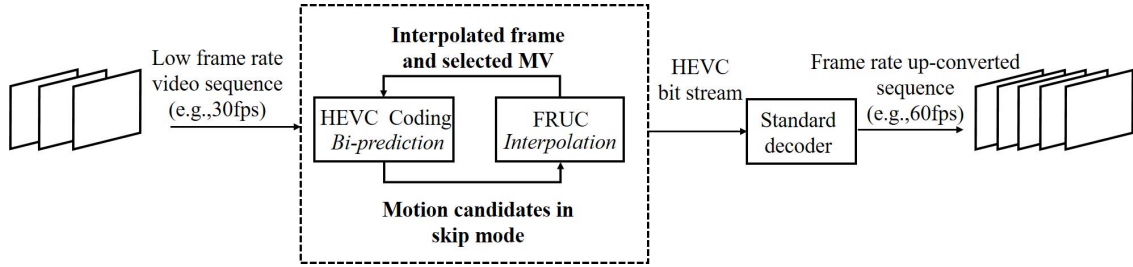 Low frame rate
video sequence
(e.g.,30fps)
Interpolated frame
and selected MV
HEVC Coding
Bi-prediction
FRUC
Interpolation
Motion candidates in
skip mode
HEVC
bit stream
Standard
decoder
Frame rate up-converted
sequence
(e.g.,60fps)